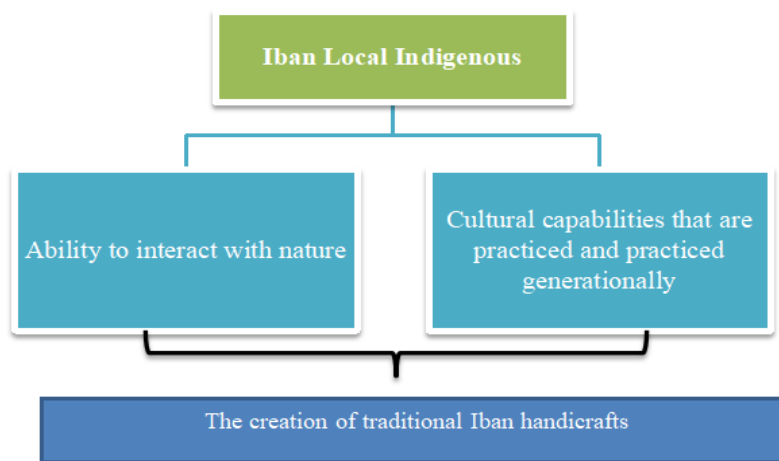 Iban Local Indigenous
Ability to interact with nature
Cultural capabilities that are
practiced and practiced
generationally
The creation of traditional Iban handicrafts